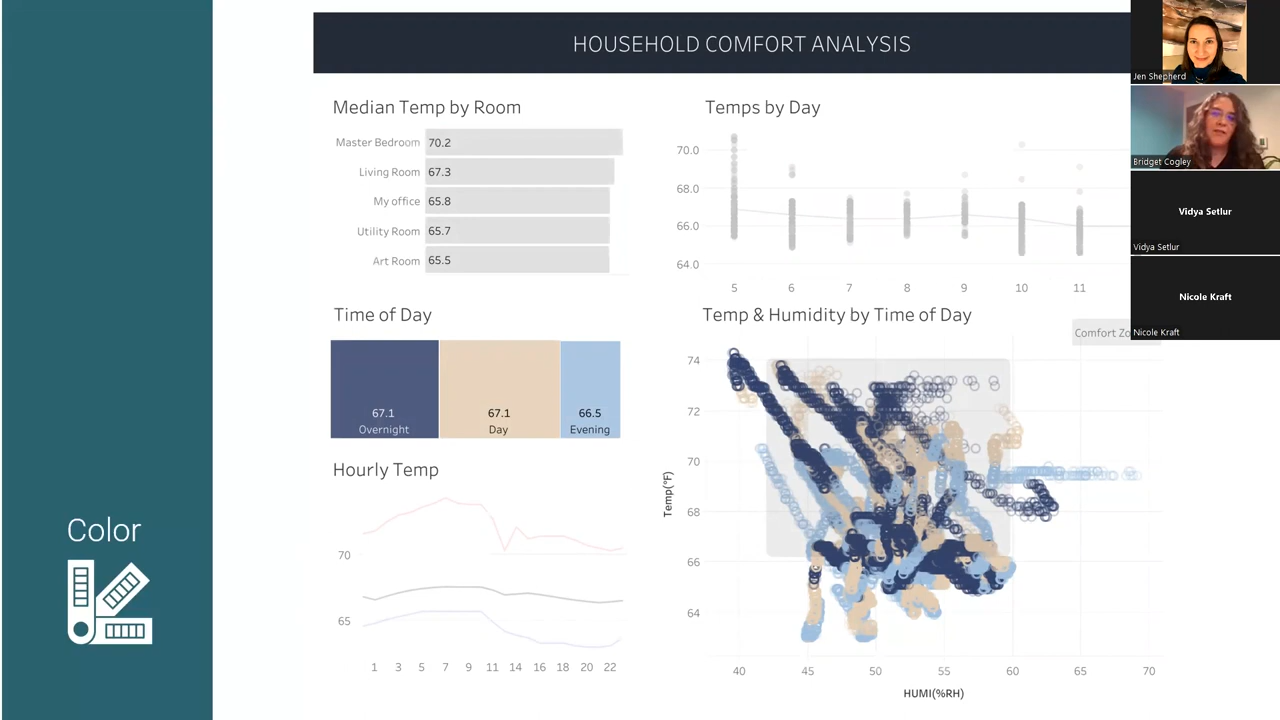 HOUSEHOLD COMFORT ANALYSIS
Median Temp by Room
Master Bedroom 70.2
Living Room 67.3
My office 65.8
Utility Room 65.7
Art Room 65.5
Temps by Day
70.0
68.0
66.0
64.0
5 6 7 8 9 10 11
Time of Day
67.1
Overnight
67.1
Day
66.5
Evening
Hourly Temp
70
65
1 3 5 7 9 11 14 16 18 20 22
Temp & Humidity by Time of Day
Comfort Zo
Temp(°F)
74
72
70
68
66
64
40 45 50 55 60 65 70
HUMI(%RH)
Color
Jen Shepherd
Bridget Cogley
Vidya Setlur
Vidya Setlur
Nicole Kraft
Nicole Kraft